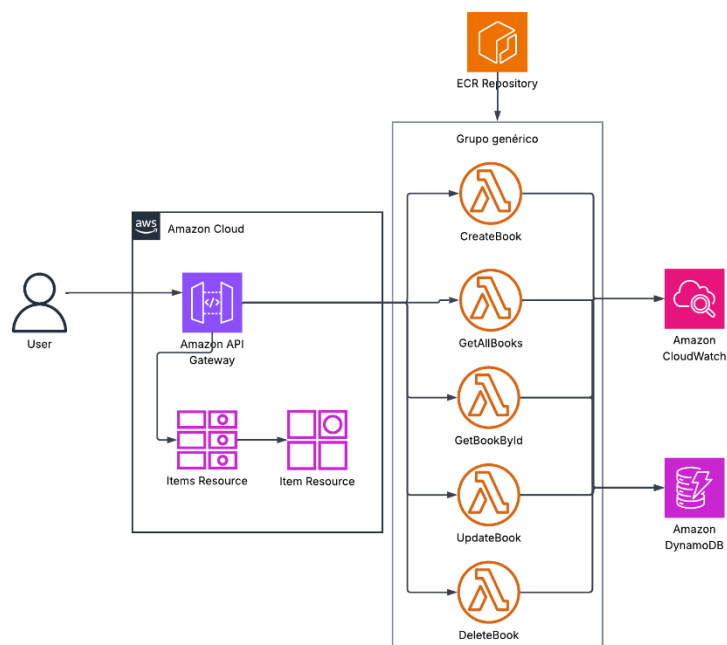 ECR Repository
Grupo genérico
CreateBook
aws
Amazon Cloud
User
Amazon API
Gateway
GetAllBooks
Amazon
CloudWatch
GetBookById
Items Resource
Item Resource
UpdateBook
Amazon
DynamoDB
DeleteBook